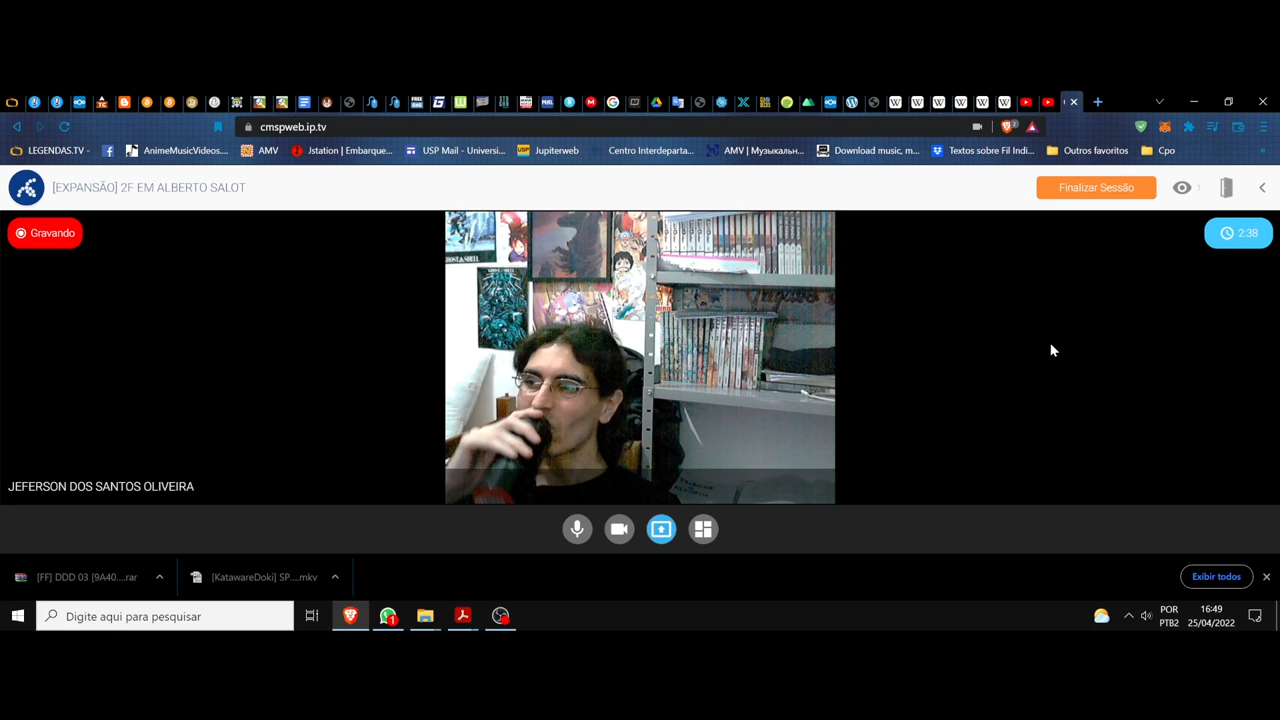 cmspweb.ip.tv
LEGENDAS.TV - AnimeMusicVideos... AMV Jstation | Embarque... USP Mail - Universi... Jupiterweb Centro Interdeparta... AMV | Музыкальн... Download music, m... Textos sobre Fil Indi... Outros favoritos Cpo
[EXPANSÃO] 2F EM ALBERTO SALOT Finalizar Sessão 1
Gravando 2:38
JEFERSON DOS SANTOS OLIVEIRA
[FF] DDD 03 [9A40....rar [KatawareDoki] SP....mkv Exibir todos
Digite aqui para pesquisar
POR 16:49
PTB2 25/04/2022